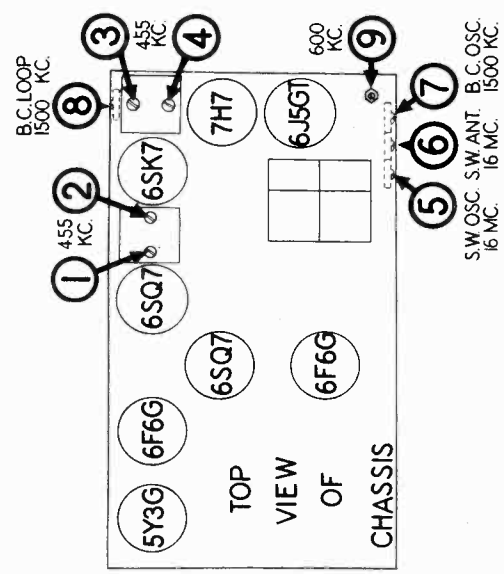 B.C. LOOP
1500 KC.
8
3
455
KC.
4
455
KC.
1
2
600
KC.
9
6SK7
7H7
6J5GT
6SQ7
6SQ7
6F6G
6F6G
5Y3G
TOP
VIEW
OF
CHASSIS
5
6
7
S.W. OSC.
16 MC.
S.W. ANT.
16 MC.
B.C. OSC.
1500 KC.